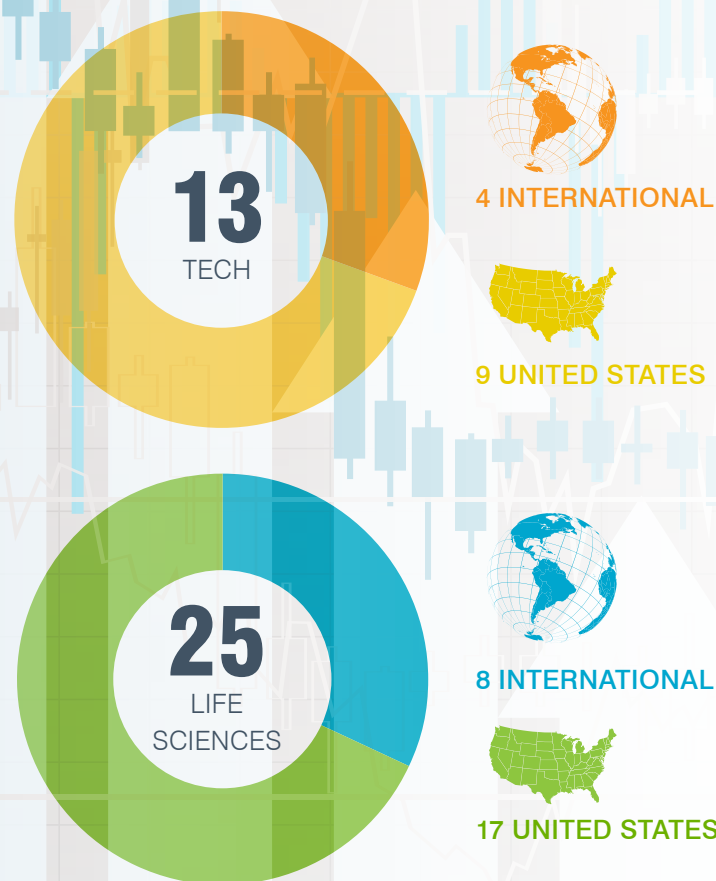 13
TECH
4 INTERNATIONAL
9 UNITED STATES
25
LIFE
SCIENCES
8 INTERNATIONAL
17 UNITED STATES